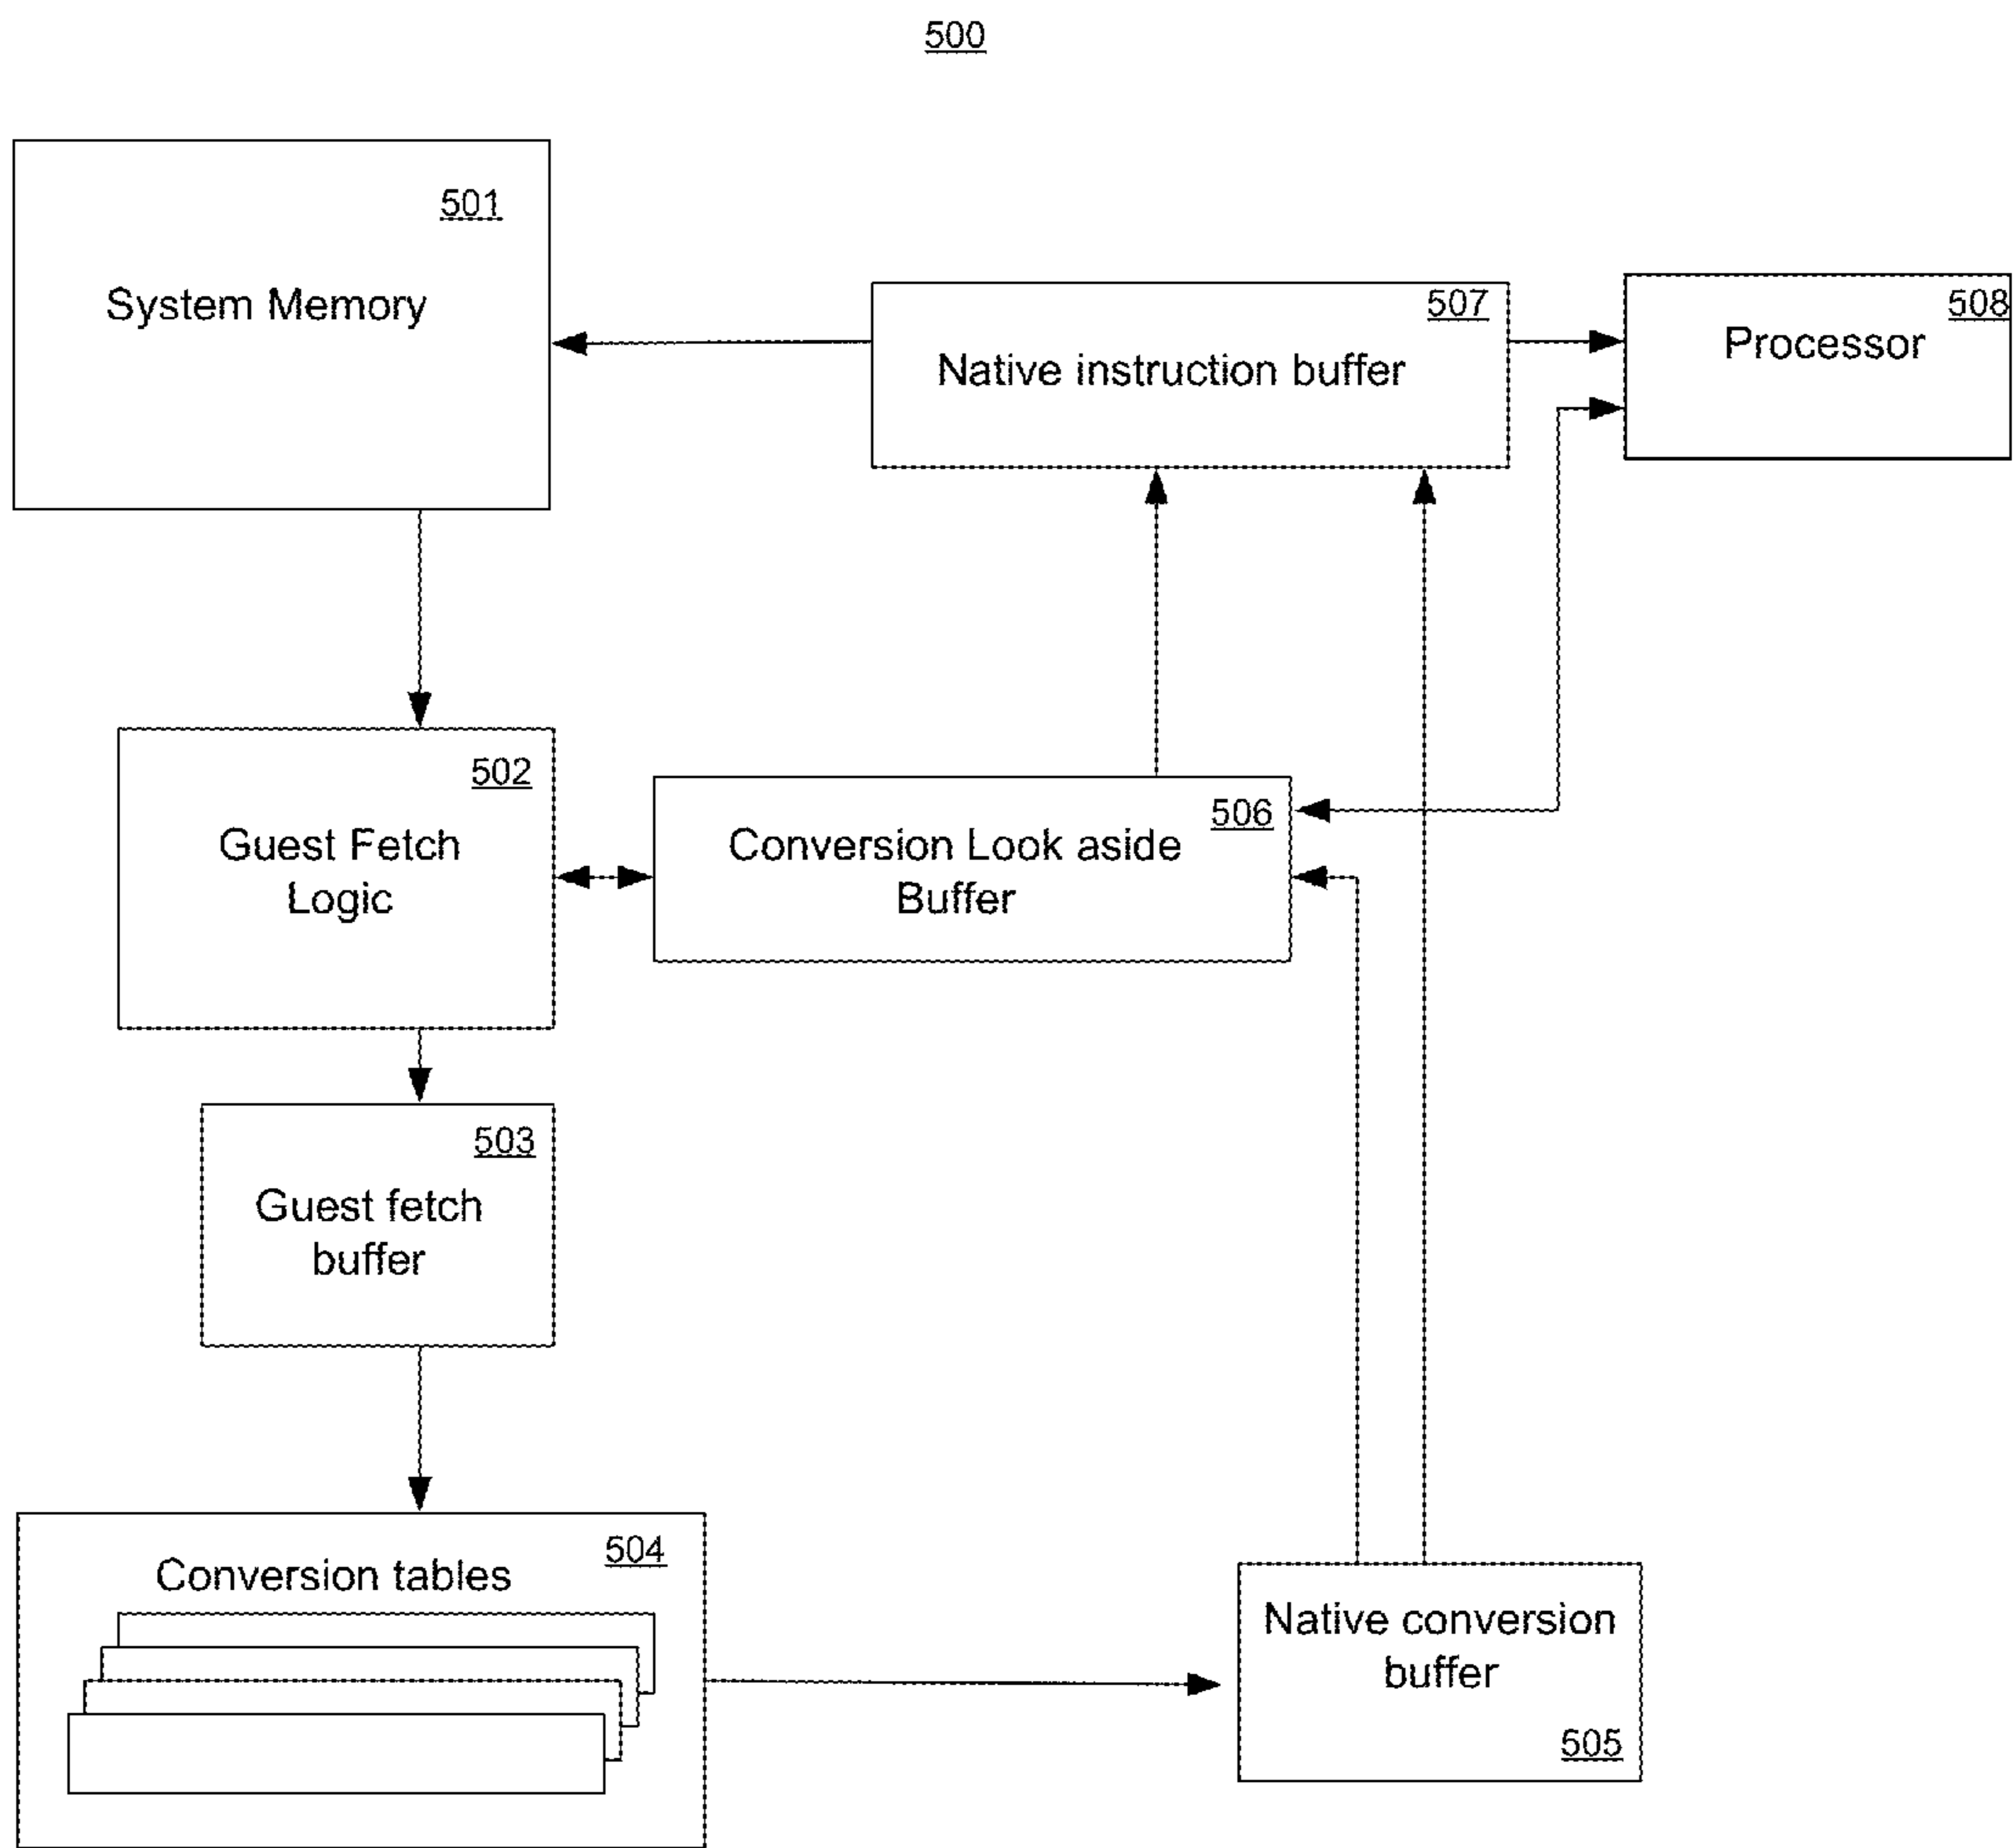 500
501
System Memory
507
Native instruction buffer
508
Processor
502
Guest Fetch
Logic
506
Conversion Look aside
Buffer
503
Guest fetch
buffer
504
Conversion tables
Native conversion
buffer
505